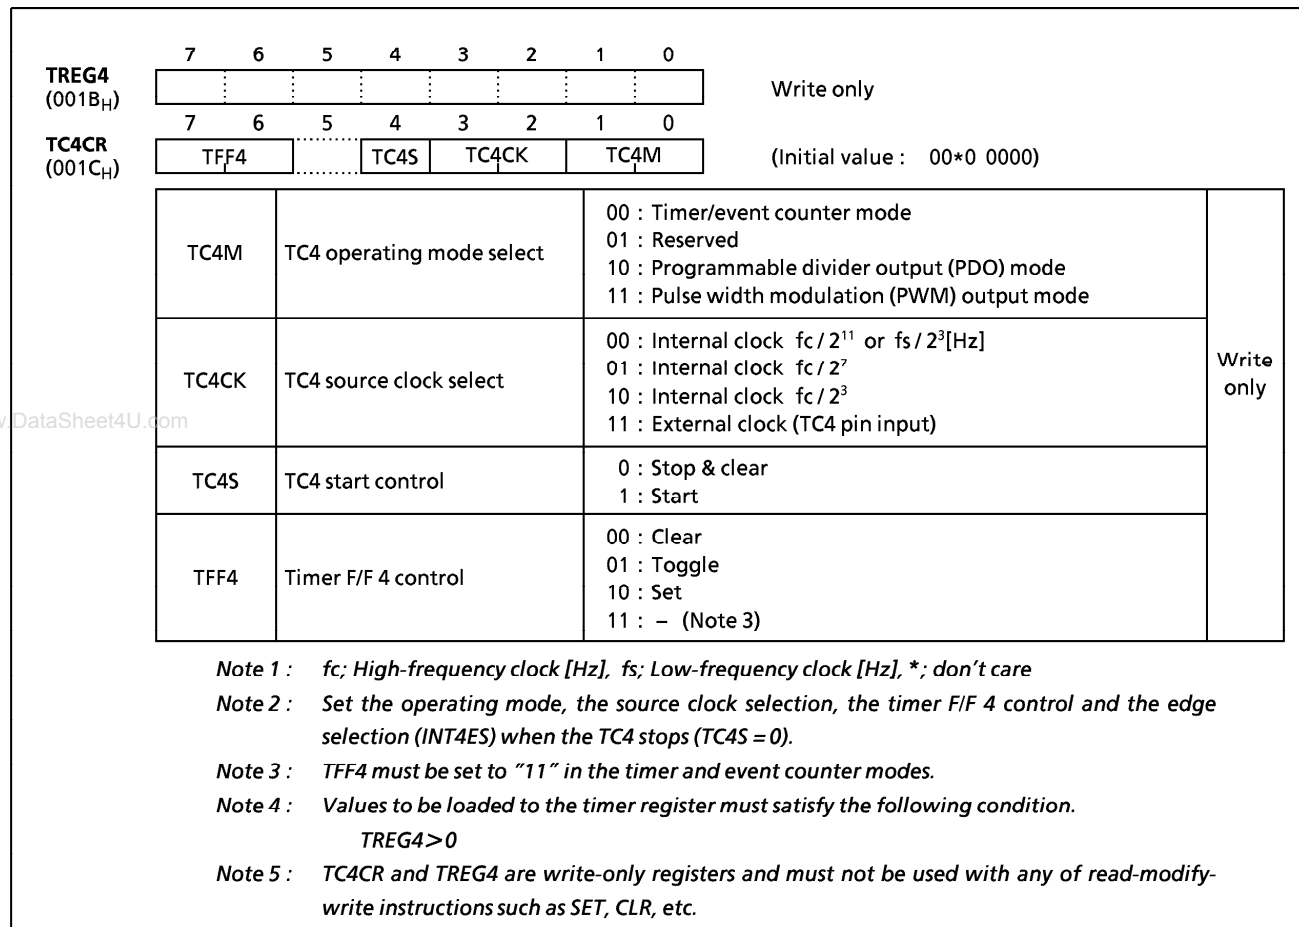 7 6 5 4 3 2 1 0
TREG4
(001BH)
Write only
7 6 5 4 3 2 1 0
TC4CR
(001CH)
TFF4 TC4S TC4CK TC4M
(Initial value : 00*0 0000)
TC4M TC4 operating mode select
00 : Timer/event counter mode
01 : Reserved
10 : Programmable divider output (PDO) mode
11 : Pulse width modulation (PWM) output mode
TC4CK TC4 source clock select
00 : Internal clock fc / 2¹¹ or fs / 2³ [Hz]
01 : Internal clock fc / 2⁷
10 : Internal clock fc / 2³
11 : External clock (TC4 pin input)
Write
only
w.DataSheet4U.com
TC4S TC4 start control
0 : Stop & clear
1 : Start
TFF4 Timer F/F 4 control
00 : Clear
01 : Toggle
10 : Set
11 : – (Note 3)
Note 1 : fc; High-frequency clock [Hz], fs; Low-frequency clock [Hz], *; don't care
Note 2 : Set the operating mode, the source clock selection, the timer F/F 4 control and the edge
selection (INT4ES) when the TC4 stops (TC4S = 0).
Note 3 : TFF4 must be set to "11" in the timer and event counter modes.
Note 4 : Values to be loaded to the timer register must satisfy the following condition.
TREG4>0
Note 5 : TC4CR and TREG4 are write-only registers and must not be used with any of read-modify-
write instructions such as SET, CLR, etc.